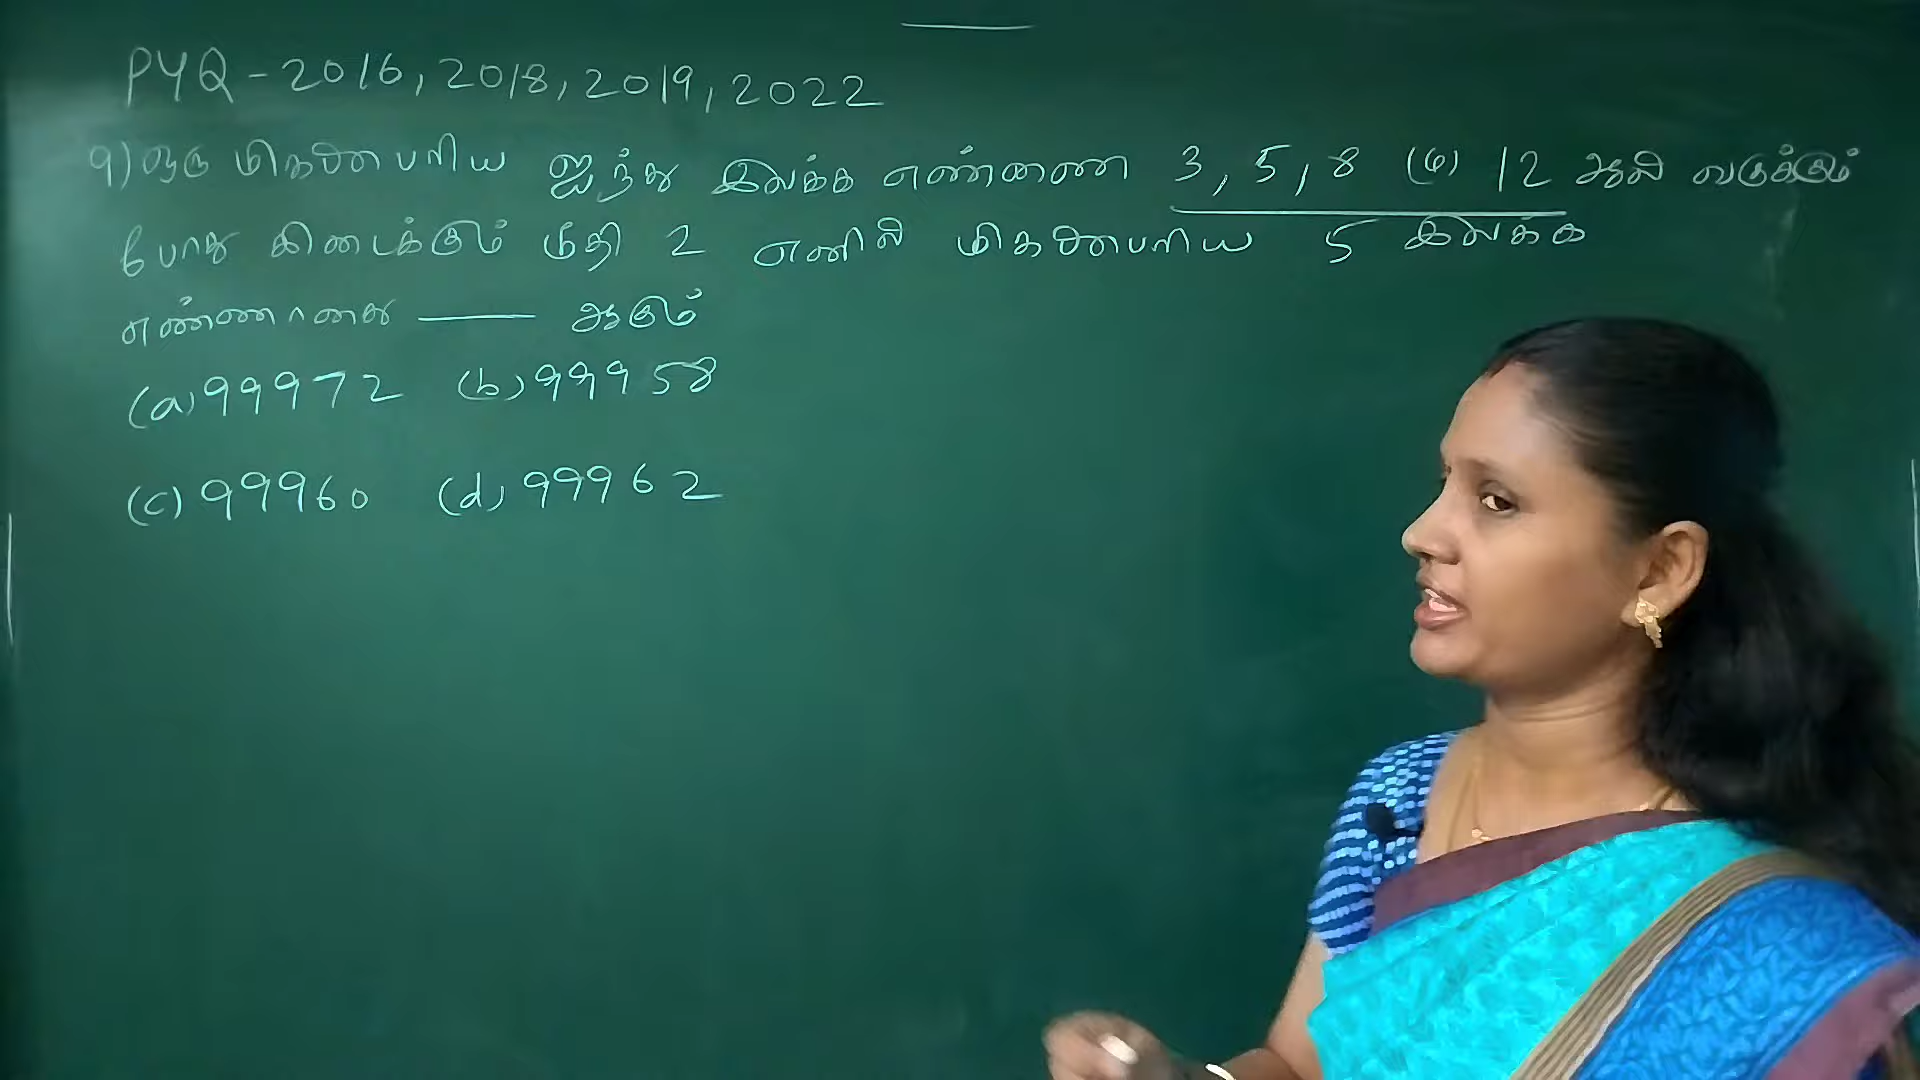 PYQ - 2016, 2018, 2019, 2022
9) ஒரு மிகப்பெரிய ஐந்து இலக்க எண்ணை 3, 5, 8 (ம) 12 ஆல் வகுக்கும்
போது கிடைக்கும் மீதி 2 எனில் மிகப்பெரிய 5 இலக்க
எண்ணானது —— ஆகும்
(a) 99972 (b) 99958
(c) 99960 (d) 99962